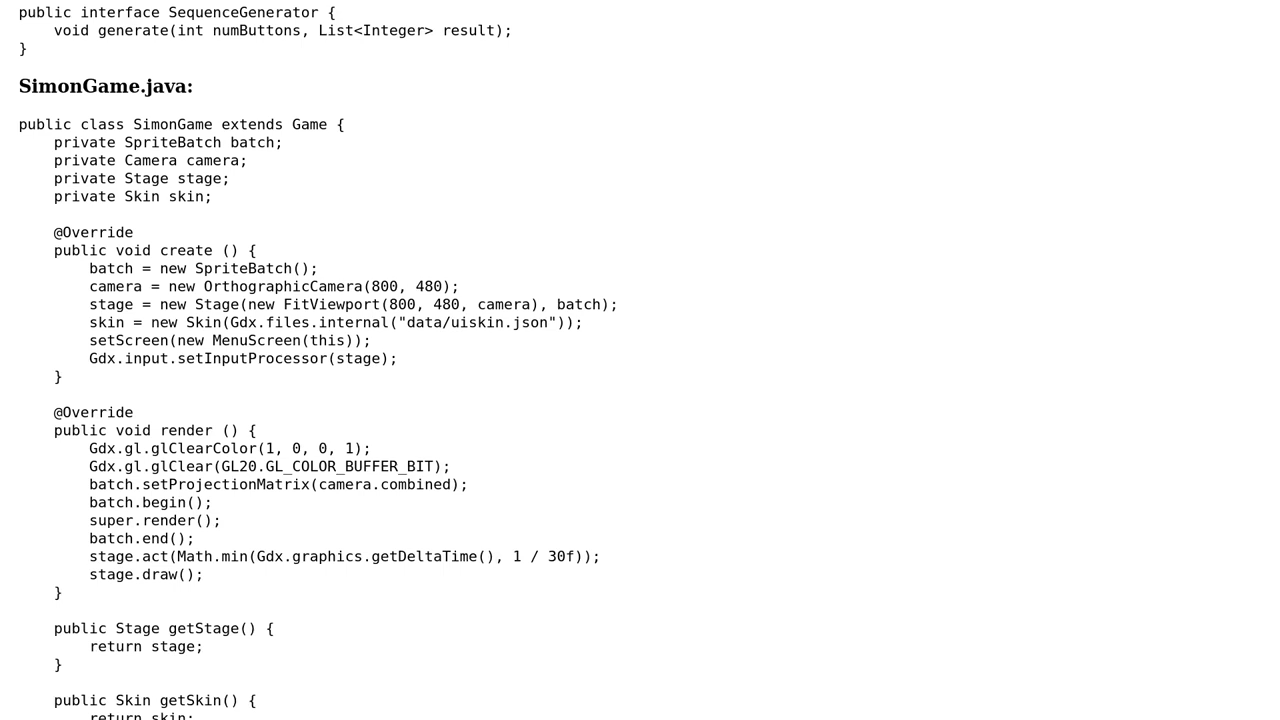 public interface SequenceGenerator {
    void generate(int numButtons, List<Integer> result);
}
SimonGame.java:
public class SimonGame extends Game {
    private SpriteBatch batch;
    private Camera camera;
    private Stage stage;
    private Skin skin;
    @Override
    public void create () {
        batch = new SpriteBatch();
        camera = new OrthographicCamera(800, 480);
        stage = new Stage(new FitViewport(800, 480, camera), batch);
        skin = new Skin(Gdx.files.internal("data/uiskin.json"));
        setScreen(new MenuScreen(this));
        Gdx.input.setInputProcessor(stage);
    }
    @Override
    public void render () {
        Gdx.gl.glClearColor(1, 0, 0, 1);
        Gdx.gl.glClear(GL20.GL_COLOR_BUFFER_BIT);
        batch.setProjectionMatrix(camera.combined);
        batch.begin();
        super.render();
        batch.end();
        stage.act(Math.min(Gdx.graphics.getDeltaTime(), 1 / 30f));
        stage.draw();
    }
    public Stage getStage() {
        return stage;
    }
    public Skin getSkin() {
        return skin;